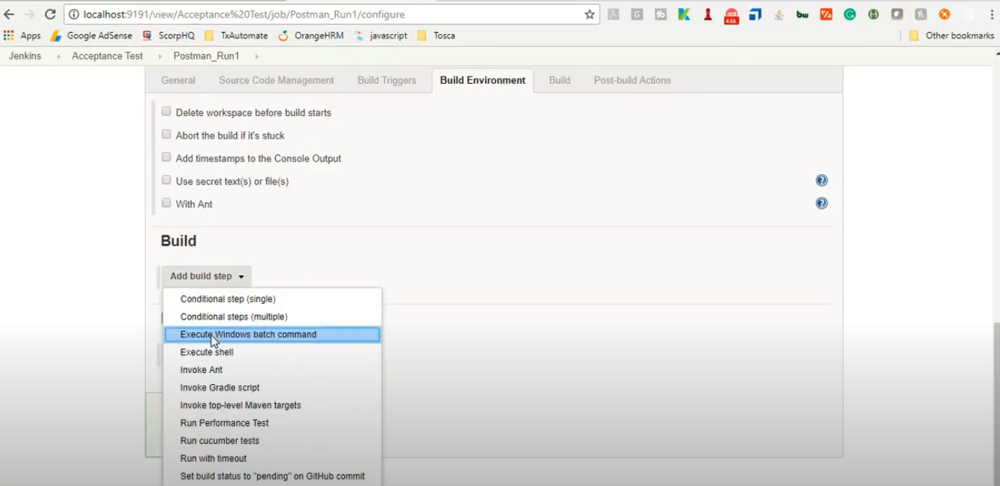 localhost:9191/view/Acceptance%20Test/job/Postman_Run1/configure
4.6k
bw
Apps Google AdSense ScorpHQ TxAutomate OrangeHRM javascript Tosca Other bookmarks
Jenkins Acceptance Test Postman_Run1
General Source Code Management Build Triggers Build Environment Build Post-build Actions
Delete workspace before build starts
Abort the build if it's stuck
Add timestamps to the Console Output
Use secret text(s) or file(s)
With Ant
Build
Add build step
Conditional step (single)
Conditional steps (multiple)
Execute Windows batch command
Execute shell
Invoke Ant
Invoke Gradle script
Invoke top-level Maven targets
Run Performance Test
Run cucumber tests
Run with timeout
Set build status to "pending" on GitHub commit